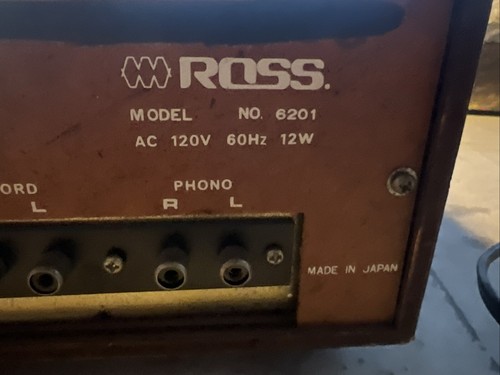 ROSS.
MODEL NO. 6201
AC 120V 60Hz 12W
ORD PHONO
L R L
MADE IN JAPAN